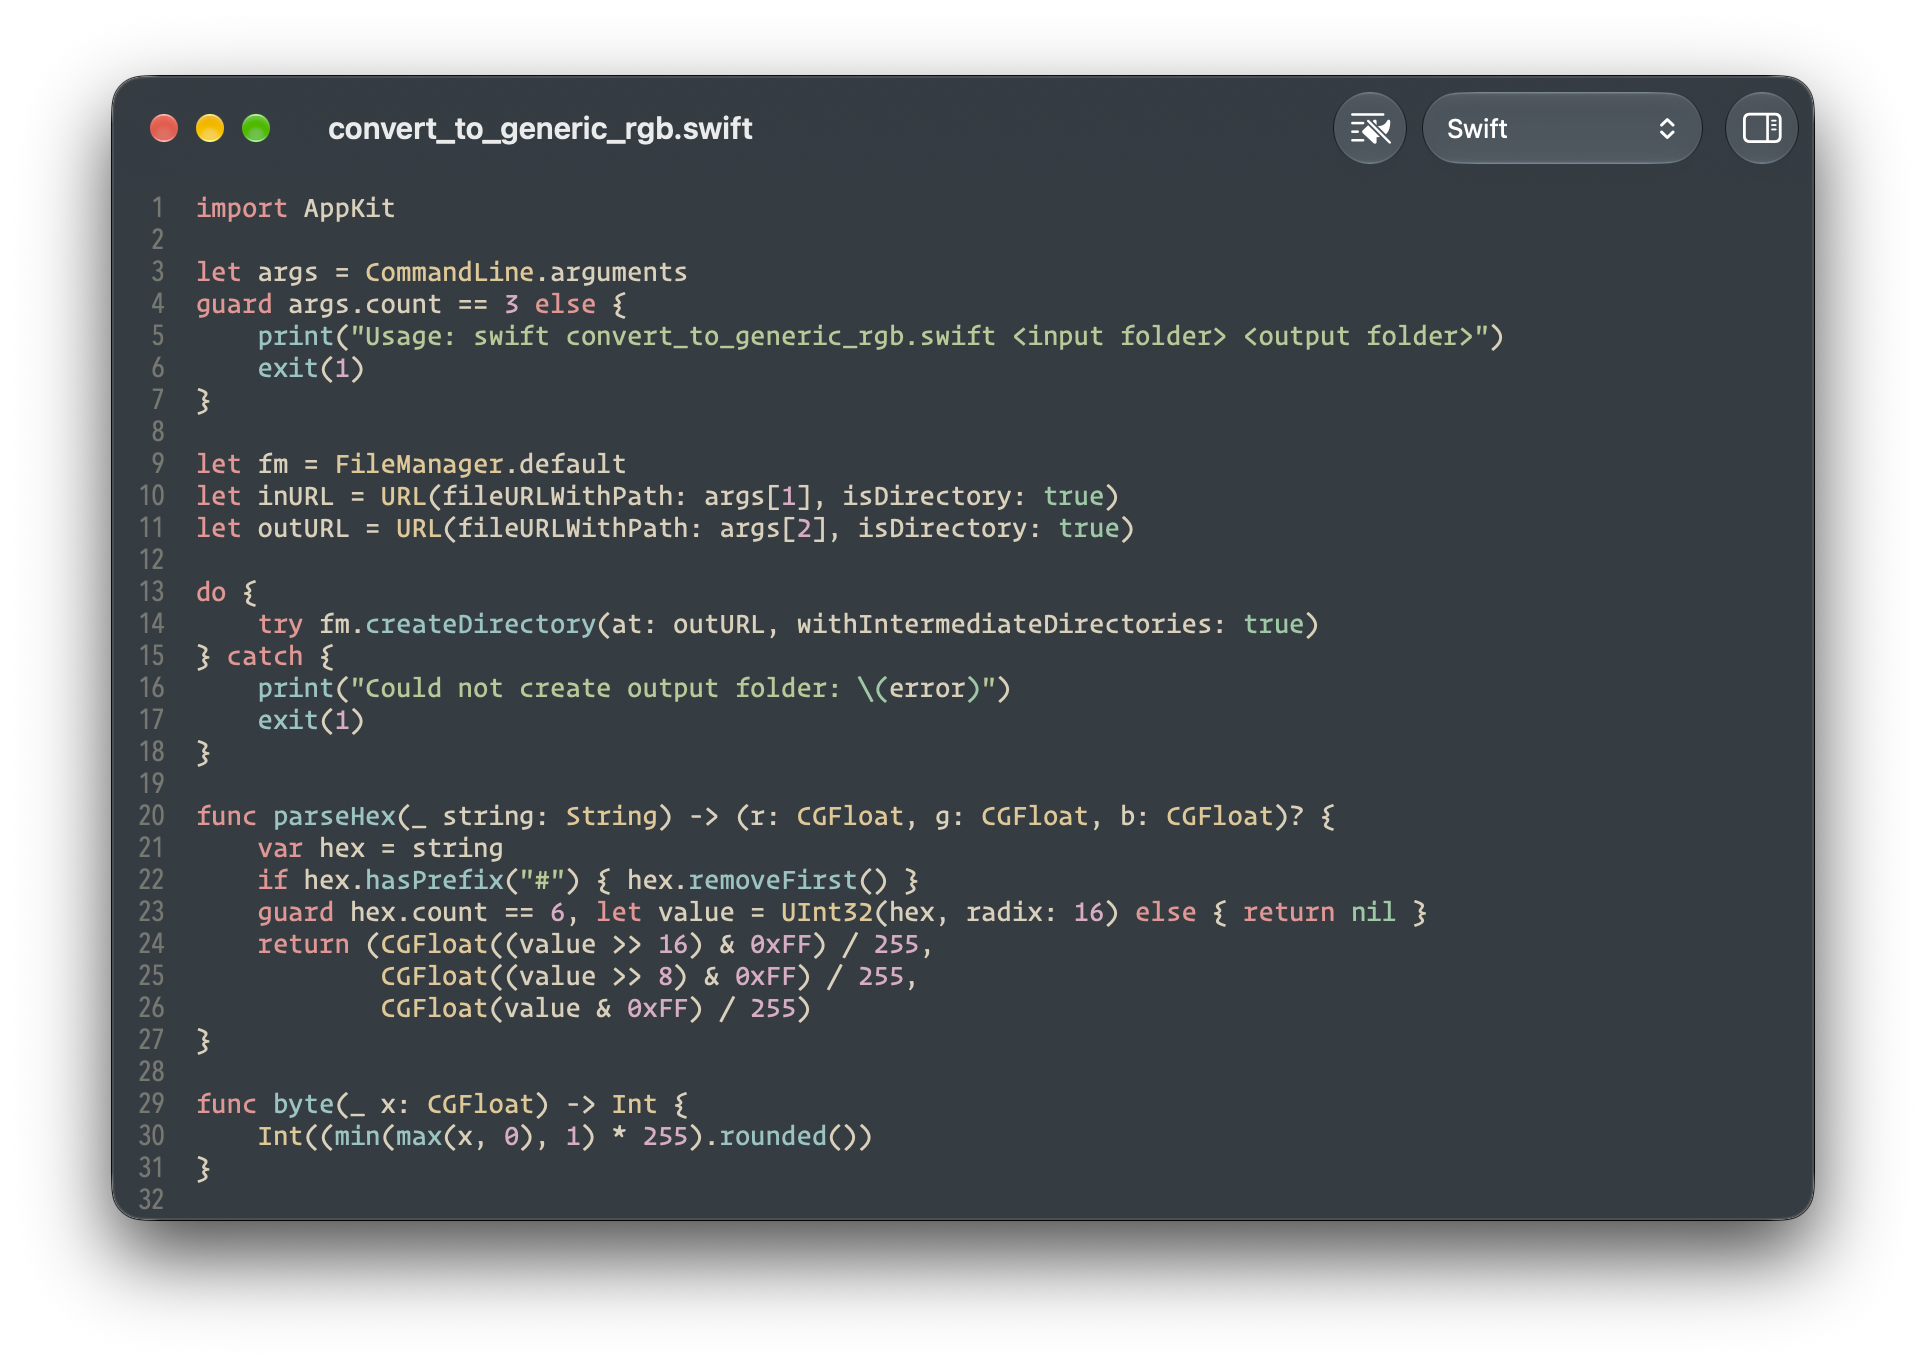 convert_to_generic_rgb.swift
Swift
1 import AppKit
2
3 let args = CommandLine.arguments
4 guard args.count == 3 else {
5     print("Usage: swift convert_to_generic_rgb.swift <input folder> <output folder>")
6     exit(1)
7 }
8
9 let fm = FileManager.default
10 let inURL = URL(fileURLWithPath: args[1], isDirectory: true)
11 let outURL = URL(fileURLWithPath: args[2], isDirectory: true)
12
13 do {
14     try fm.createDirectory(at: outURL, withIntermediateDirectories: true)
15 } catch {
16     print("Could not create output folder: \(error)")
17     exit(1)
18 }
19
20 func parseHex(_ string: String) -> (r: CGFloat, g: CGFloat, b: CGFloat)? {
21     var hex = string
22     if hex.hasPrefix("#") { hex.removeFirst() }
23     guard hex.count == 6, let value = UInt32(hex, radix: 16) else { return nil }
24     return (CGFloat((value >> 16) & 0xFF) / 255,
25             CGFloat((value >> 8) & 0xFF) / 255,
26             CGFloat(value & 0xFF) / 255)
27 }
28
29 func byte(_ x: CGFloat) -> Int {
30     Int((min(max(x, 0), 1) * 255).rounded())
31 }
32